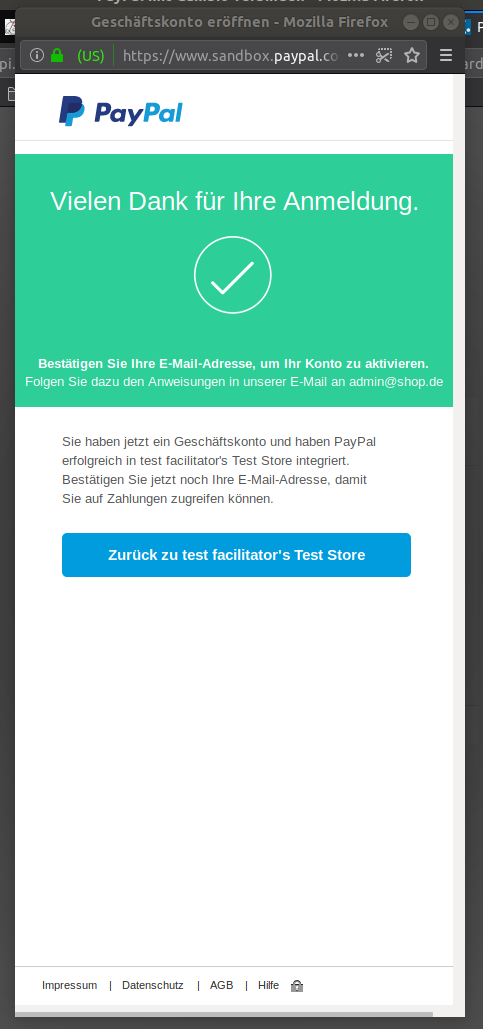 Geschäftskonto eröffnen - Mozilla Firefox
(US) https://www.sandbox.paypal.co
PayPal
Vielen Dank für Ihre Anmeldung.
Bestätigen Sie Ihre E-Mail-Adresse, um Ihr Konto zu aktivieren.
Folgen Sie dazu den Anweisungen in unserer E-Mail an admin@shop.de
Sie haben jetzt ein Geschäftskonto und haben PayPal
erfolgreich in test facilitator's Test Store integriert.
Bestätigen Sie jetzt noch Ihre E-Mail-Adresse, damit
Sie auf Zahlungen zugreifen können.
Zurück zu test facilitator's Test Store
Impressum | Datenschutz | AGB | Hilfe